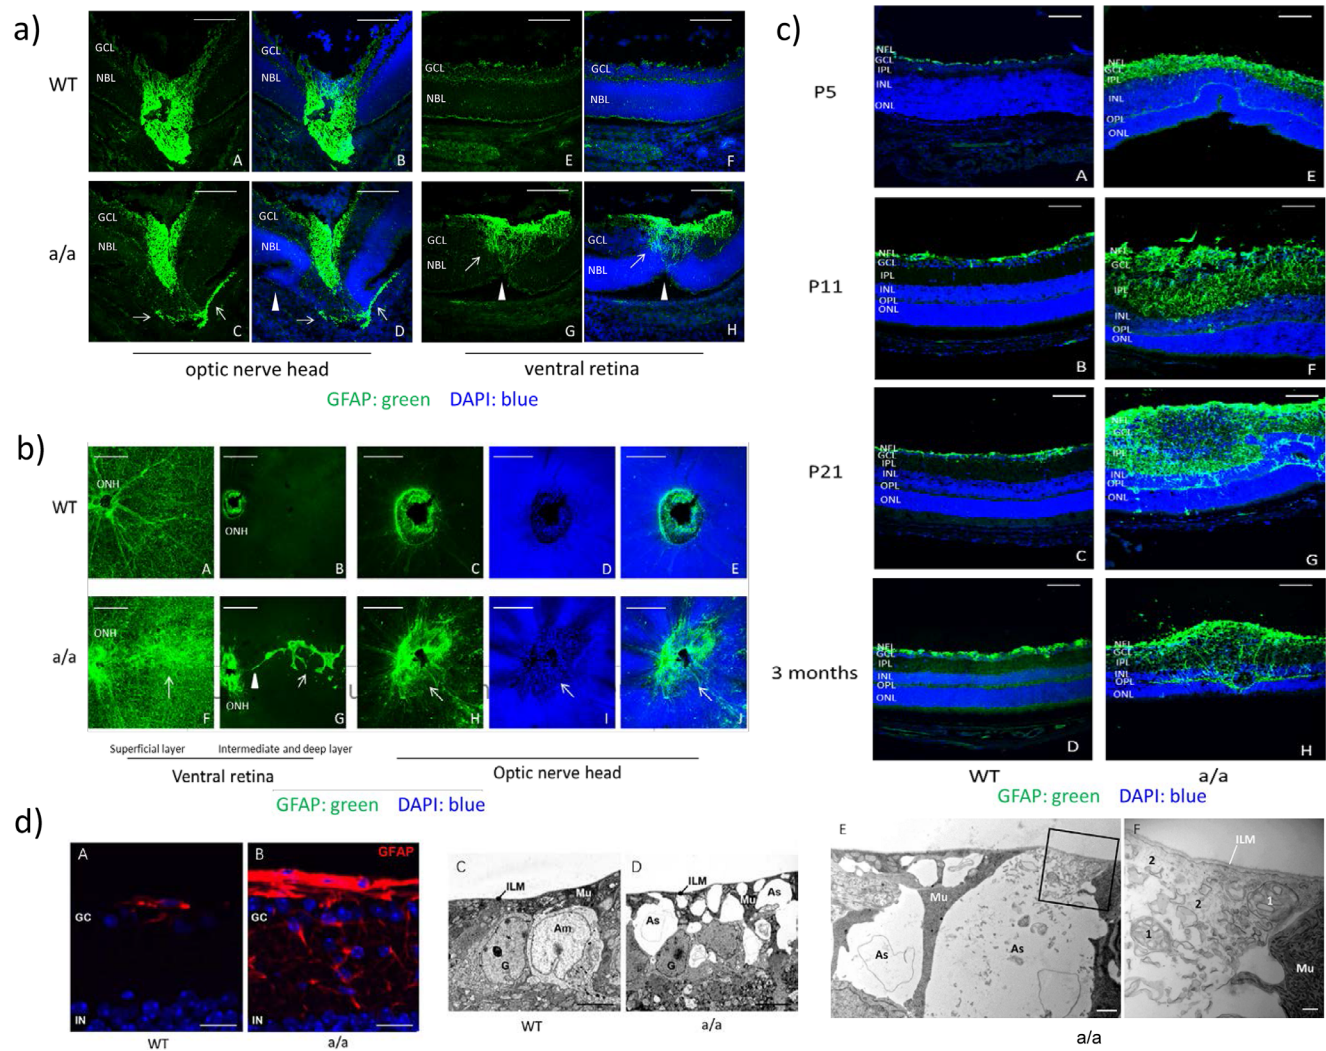 a)
WT
GCL
NBL
A
GCL
NBL
B
GCL
NBL
E
GCL
NBL
F
a/a
GCL
NBL
C
GCL
NBL
D
GCL
NBL
G
GCL
NBL
H
optic nerve head
ventral retina
GFAP: green DAPI: blue
b)
WT
ONH
A
ONH
B
C
D
E
a/a
ONH
F
ONH
G
H
I
J
Superficial layer
Intermediate and deep layer
Ventral retina
Optic nerve head
GFAP: green DAPI: blue
c)
P5
NFL
GCL
IPL
INL
ONL
A
NFL
GCL
IPL
INL
OPL
ONL
E
P11
NFL
GCL
IPL
INL
OPL
ONL
B
NFL
GCL
IPL
INL
OPL
ONL
F
P21
NFL
GCL
IPL
INL
OPL
ONL
C
NFL
GCL
IPL
INL
OPL
ONL
G
3 months
NFL
GCL
IPL
INL
OPL
ONL
D
NFL
GCL
IPL
INL
OPL
ONL
H
WT
a/a
GFAP: green DAPI: blue
d)
A
GC
IN
WT
B
GFAP
GC
IN
a/a
C
ILM
Mu
Am
G
WT
D
ILM
As
Mu
As
G
a/a
E
Mu
As
As
F
ILM
2
2
1
1
Mu
a/a